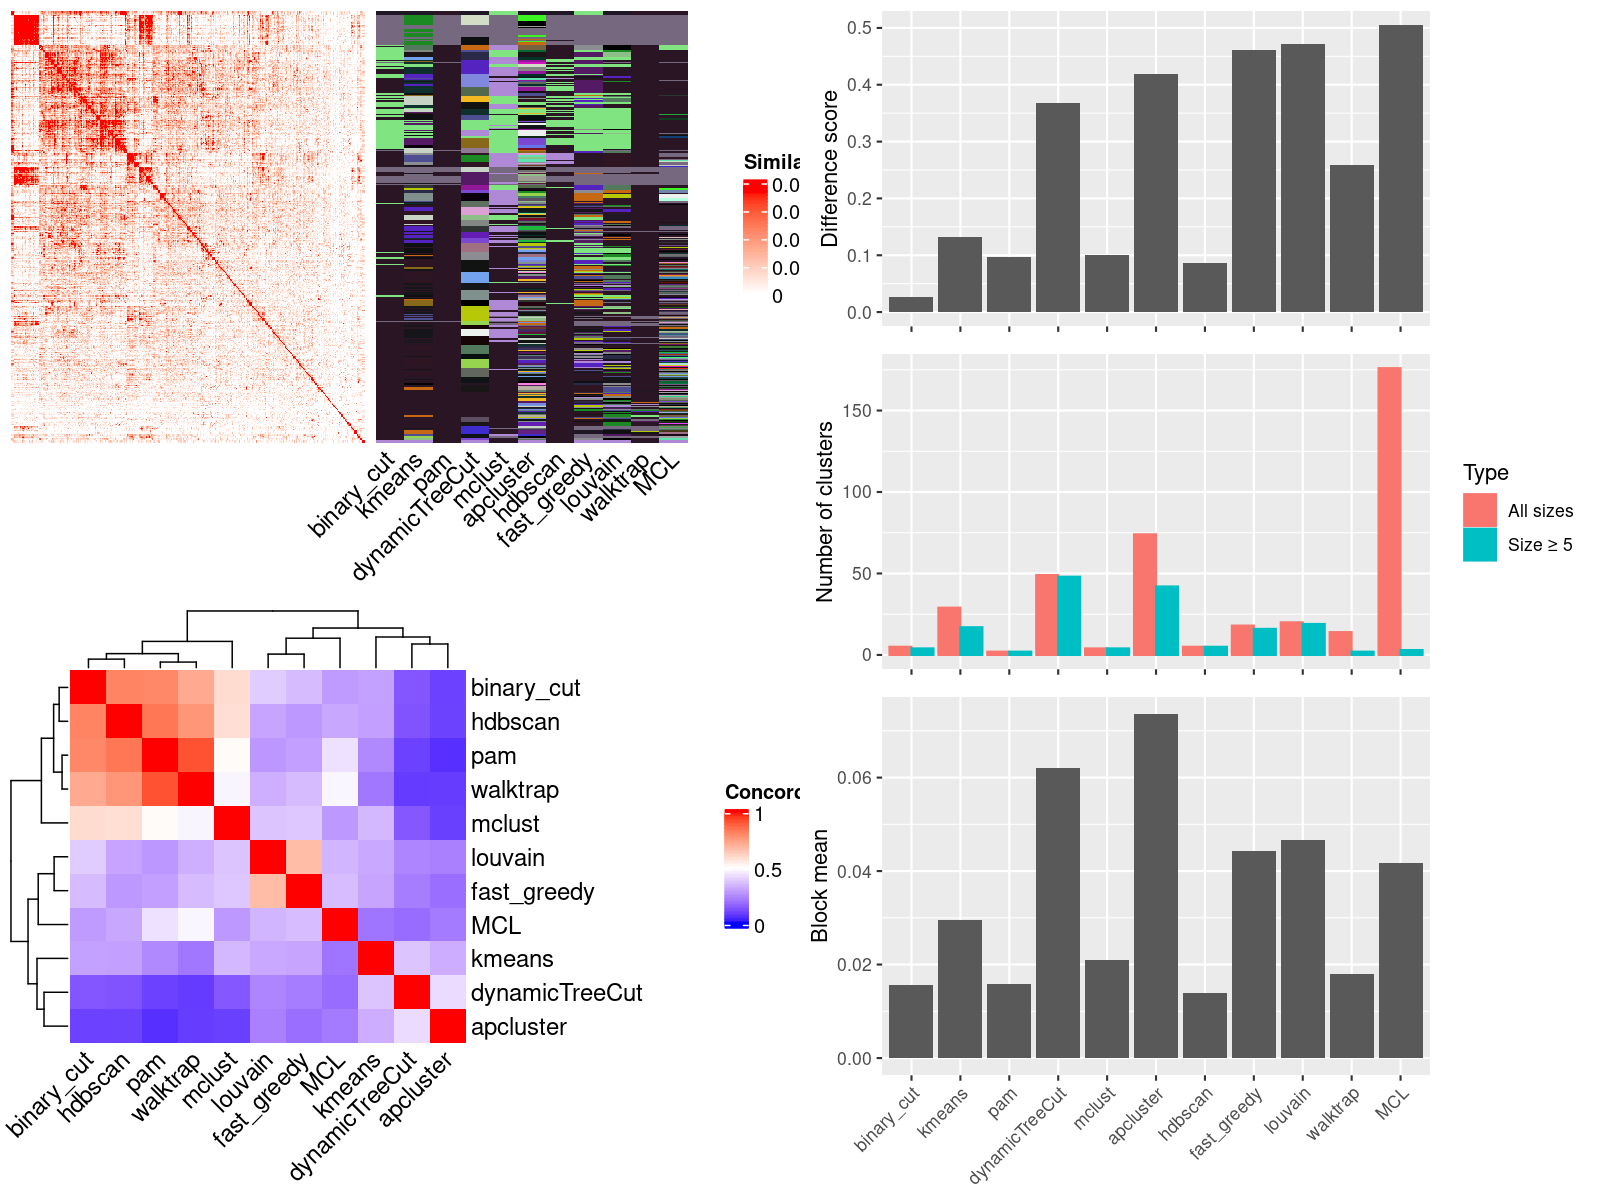 Simila
0.0
0.0
0.0
0.0
0
binary_cut
kmeans
pam
dynamicTreeCut
mclust
apcluster
hdbscan
fast_greedy
louvain
walktrap
MCL
binary_cut
hdbscan
pam
walktrap
mclust
louvain
fast_greedy
MCL
kmeans
dynamicTreeCut
apcluster
binary_cut
hdbscan
pam
walktrap
mclust
louvain
fast_greedy
MCL
kmeans
dynamicTreeCut
apcluster
Concord
1
0.5
0
Difference score
0.5
0.4
0.3
0.2
0.1
0.0
Number of clusters
150
100
50
0
Type
All sizes
Size ≥ 5
Block mean
0.06
0.04
0.02
0.00
binary_cut
kmeans
pam
dynamicTreeCut
mclust
apcluster
hdbscan
fast_greedy
louvain
walktrap
MCL